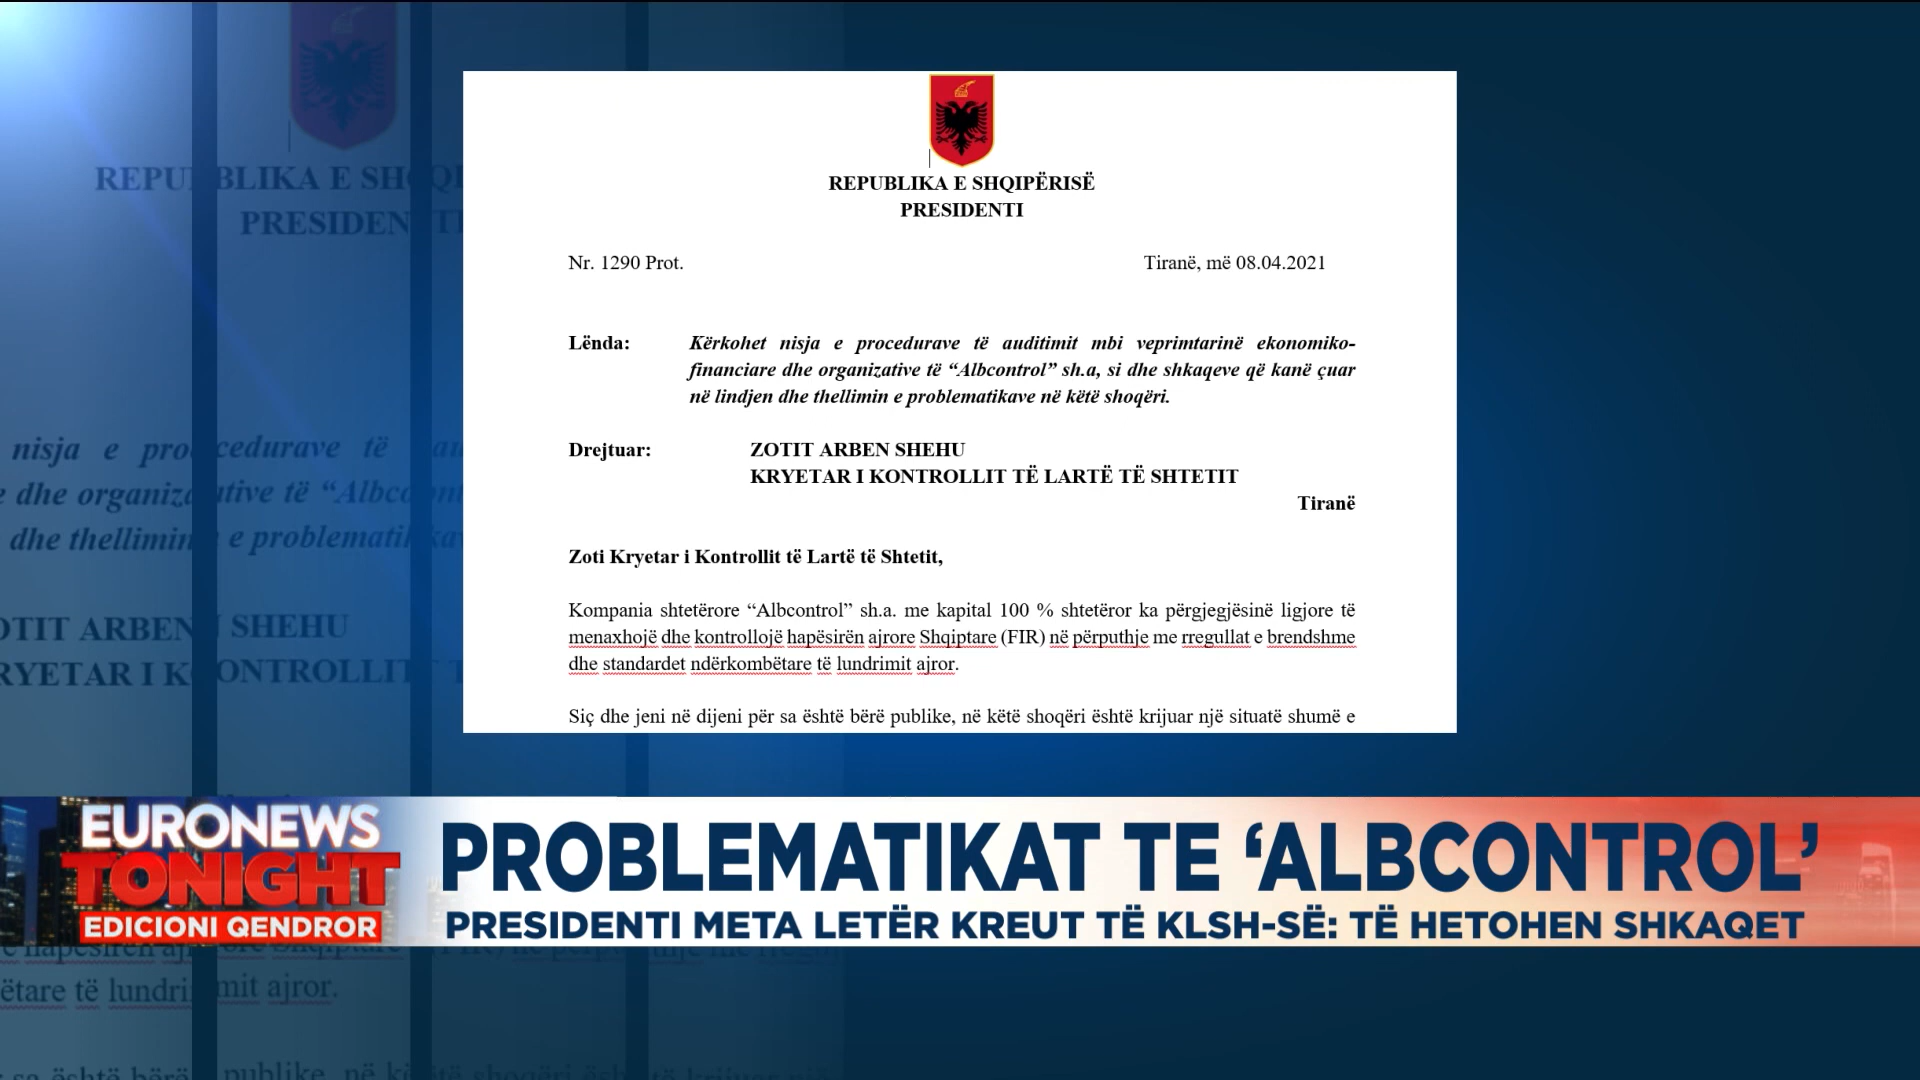 REPUBLIKA E SHQIPËRISË
PRESIDENTI
Nr. 1290 Prot.
Tiranë, më 08.04.2021
Lënda:
Kërkohet nisja e procedurave të auditimit mbi veprimtarinë ekonomiko-
financiare dhe organizative të “Albcontrol” sh.a, si dhe shkaqeve që kanë çuar
në lindjen dhe thellimin e problematikave në këtë shoqëri.
Drejtuar:
ZOTIT ARBEN SHEHU
KRYETAR I KONTROLLIT TË LARTË TË SHTETIT
Tiranë
Zoti Kryetar i Kontrollit të Lartë të Shtetit,
Kompania shtetërore “Albcontrol” sh.a. me kapital 100 % shtetëror ka përgjegjësinë ligjore të
menaxhojë dhe kontrollojë hapësirën ajrore Shqiptare (FIR) në përputhje me rregullat e brendshme
dhe standardet ndërkombëtare të lundrimit ajror.
Siç dhe jeni në dijeni për sa është bërë publike, në këtë shoqëri është krijuar një situatë shumë e
EURONEWS
TONIGHT
EDICIONI QENDROR
PROBLEMATIKAT TE ‘ALBCONTROL’
PRESIDENTI META LETËR KREUT TË KLSH-SË: TË HETOHEN SHKAQET